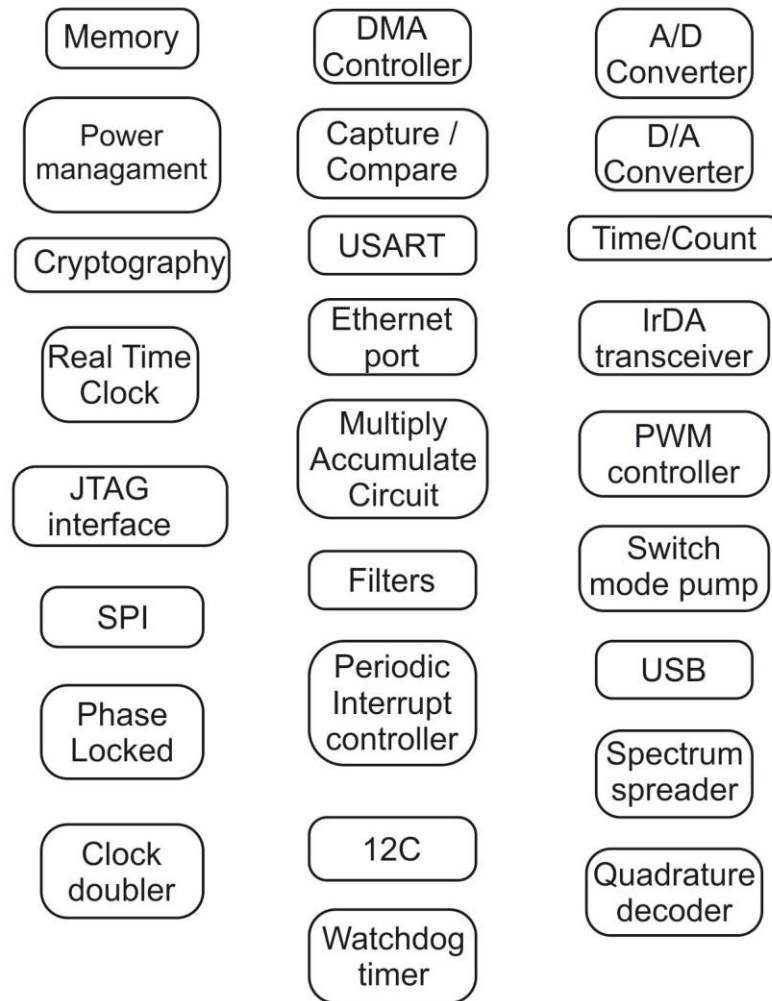 Memory
Power
managament
Cryptography
Real Time
Clock
JTAG
interface
SPI
Phase
Locked
Clock
doubler
DMA
Controller
Capture /
Compare
USART
Ethernet
port
Multiply
Accumulate
Circuit
Filters
Periodic
Interrupt
controller
12C
Watchdog
timer
A/D
Converter
D/A
Converter
Time/Count
IrDA
transceiver
PWM
controller
Switch
mode pump
USB
Spectrum
spreader
Quadrature
decoder